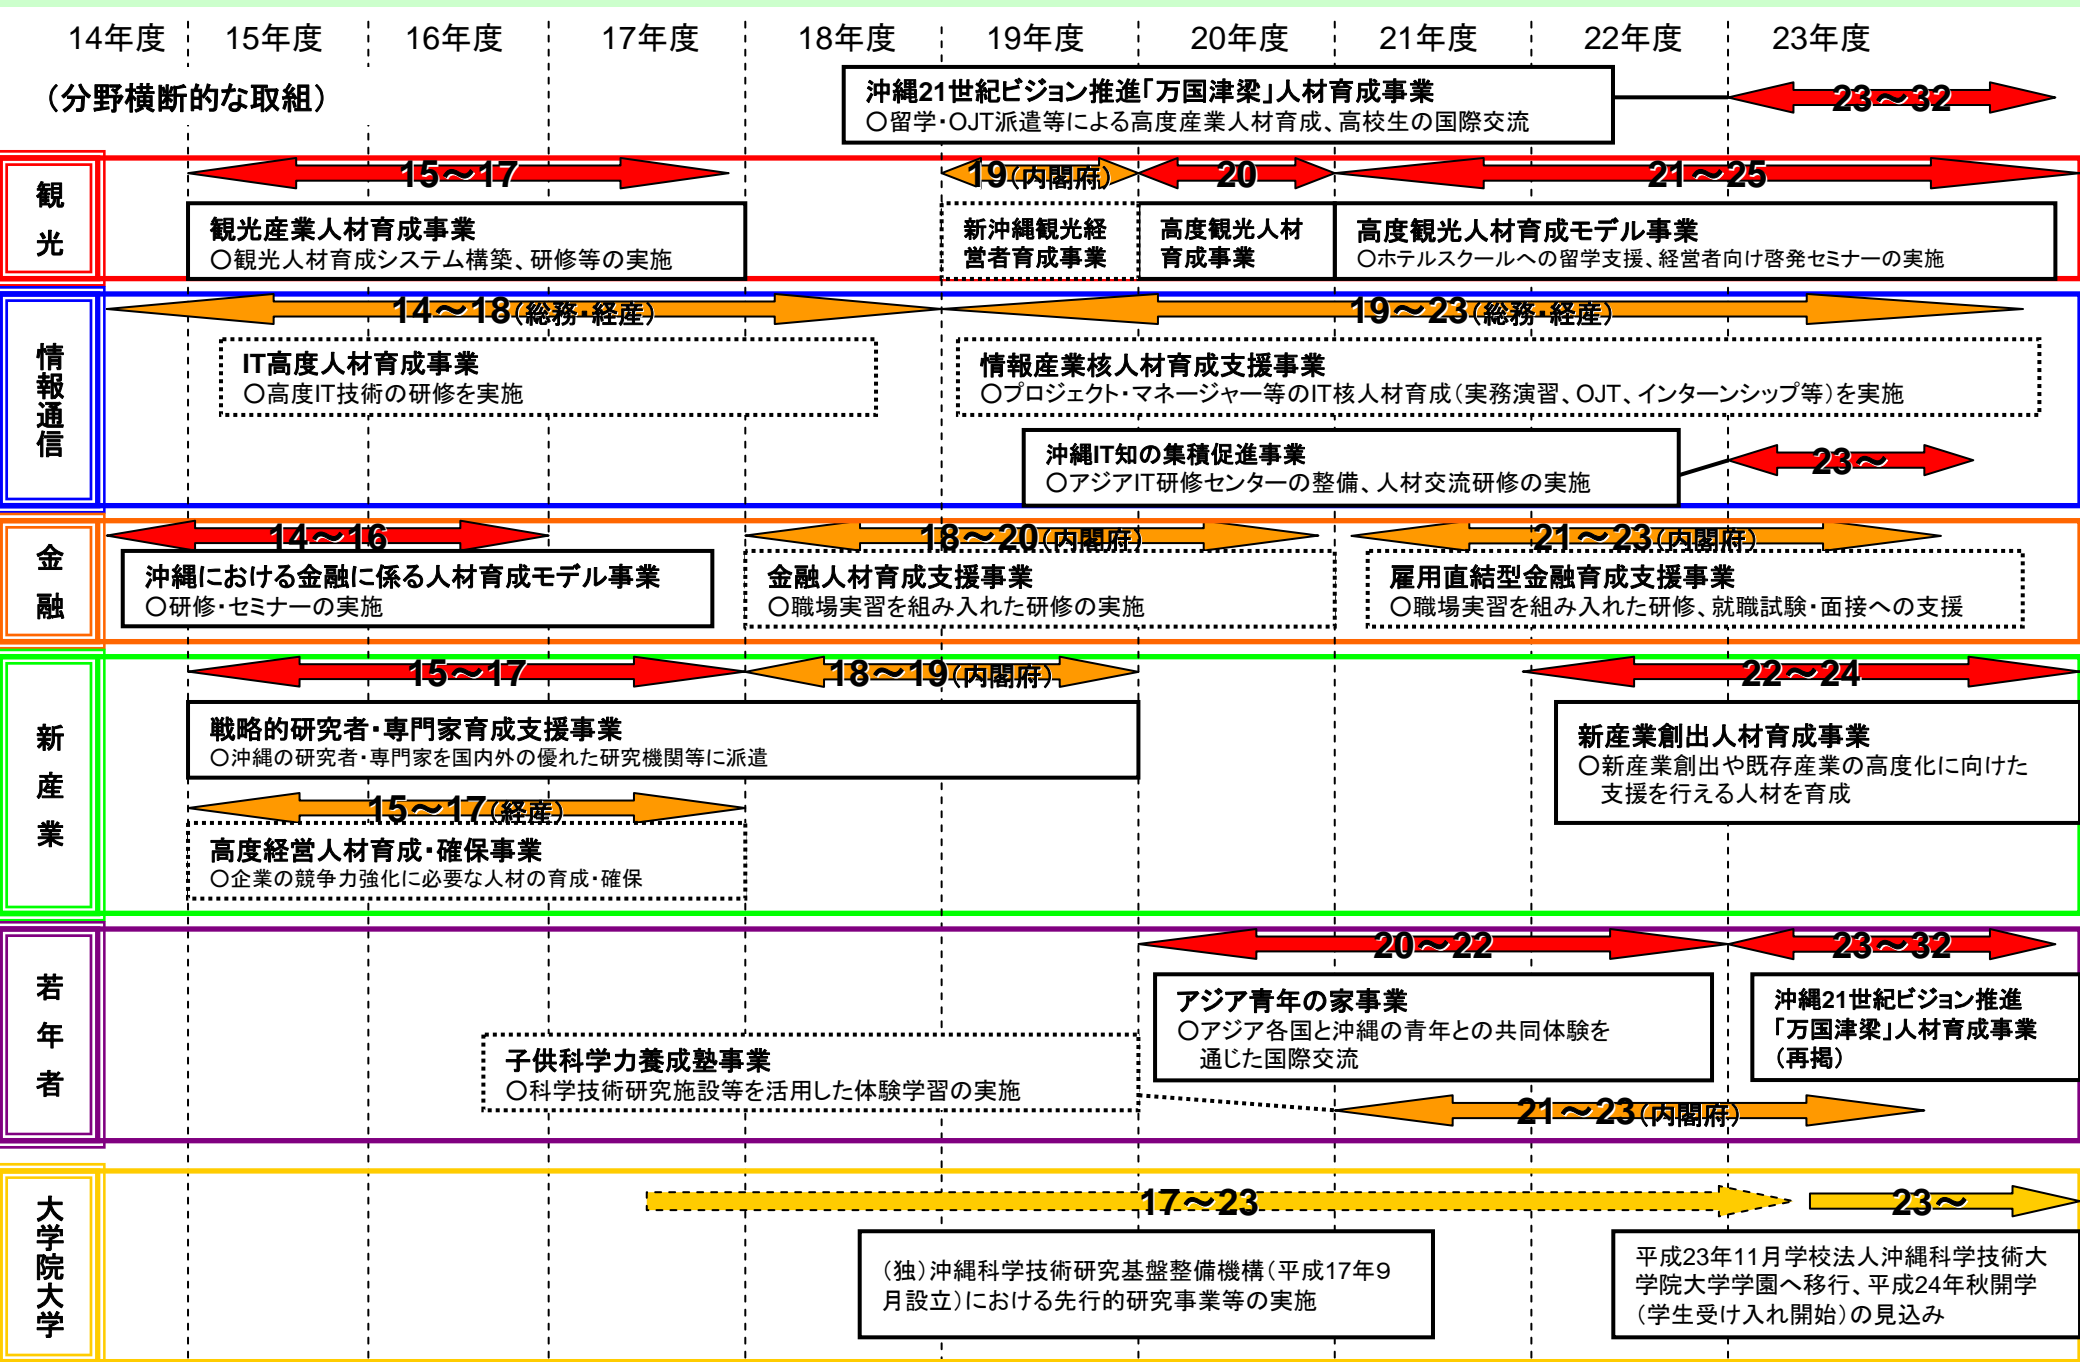 14年度 15年度 16年度 17年度 18年度 19年度 20年度 21年度 22年度 23年度
（分野横断的な取組）
沖縄21世紀ビジョン推進「万国津梁」人材育成事業
○留学・OJT派遣等による高度産業人材育成、高校生の国際交流
23～32
観光
15～17
19（内閣府）
20
21～25
観光産業人材育成事業
○観光人材育成システム構築、研修等の実施
新沖縄観光経
営者育成事業
高度観光人材
育成事業
高度観光人材育成モデル事業
○ホテルスクールへの留学支援、経営者向け啓発セミナーの実施
情報通信
14～18（総務・経産）
19～23（総務・経産）
IT高度人材育成事業
○高度IT技術の研修を実施
情報産業核人材育成支援事業
○プロジェクト・マネージャー等のIT核人材育成（実務演習、OJT、インターンシップ等）を実施
沖縄IT知の集積促進事業
○アジアIT研修センターの整備、人材交流研修の実施
23～
金融
14～16
18～20（内閣府）
21～23（内閣府）
沖縄における金融に係る人材育成モデル事業
○研修・セミナーの実施
金融人材育成支援事業
○職場実習を組み入れた研修の実施
雇用直結型金融育成支援事業
○職場実習を組み入れた研修、就職試験・面接への支援
新産業
15～17
18～19（内閣府）
22～24
戦略的研究者・専門家育成支援事業
○沖縄の研究者・専門家を国内外の優れた研究機関等に派遣
新産業創出人材育成事業
○新産業創出や既存産業の高度化に向けた
支援を行える人材を育成
15～17（経産）
高度経営人材育成・確保事業
○企業の競争力強化に必要な人材の育成・確保
若年者
20～22
23～32
アジア青年の家事業
○アジア各国と沖縄の青年との共同体験を
通じた国際交流
沖縄21世紀ビジョン推進
「万国津梁」人材育成事業
（再掲）
子供科学力養成塾事業
○科学技術研究施設等を活用した体験学習の実施
21～23（内閣府）
大学院大学
17～23
23～
（独）沖縄科学技術研究基盤整備機構（平成17年9
月設立）における先行的研究事業等の実施
平成23年11月学校法人沖縄科学技術大
学院大学学園へ移行、平成24年秋開学
（学生受け入れ開始）の見込み